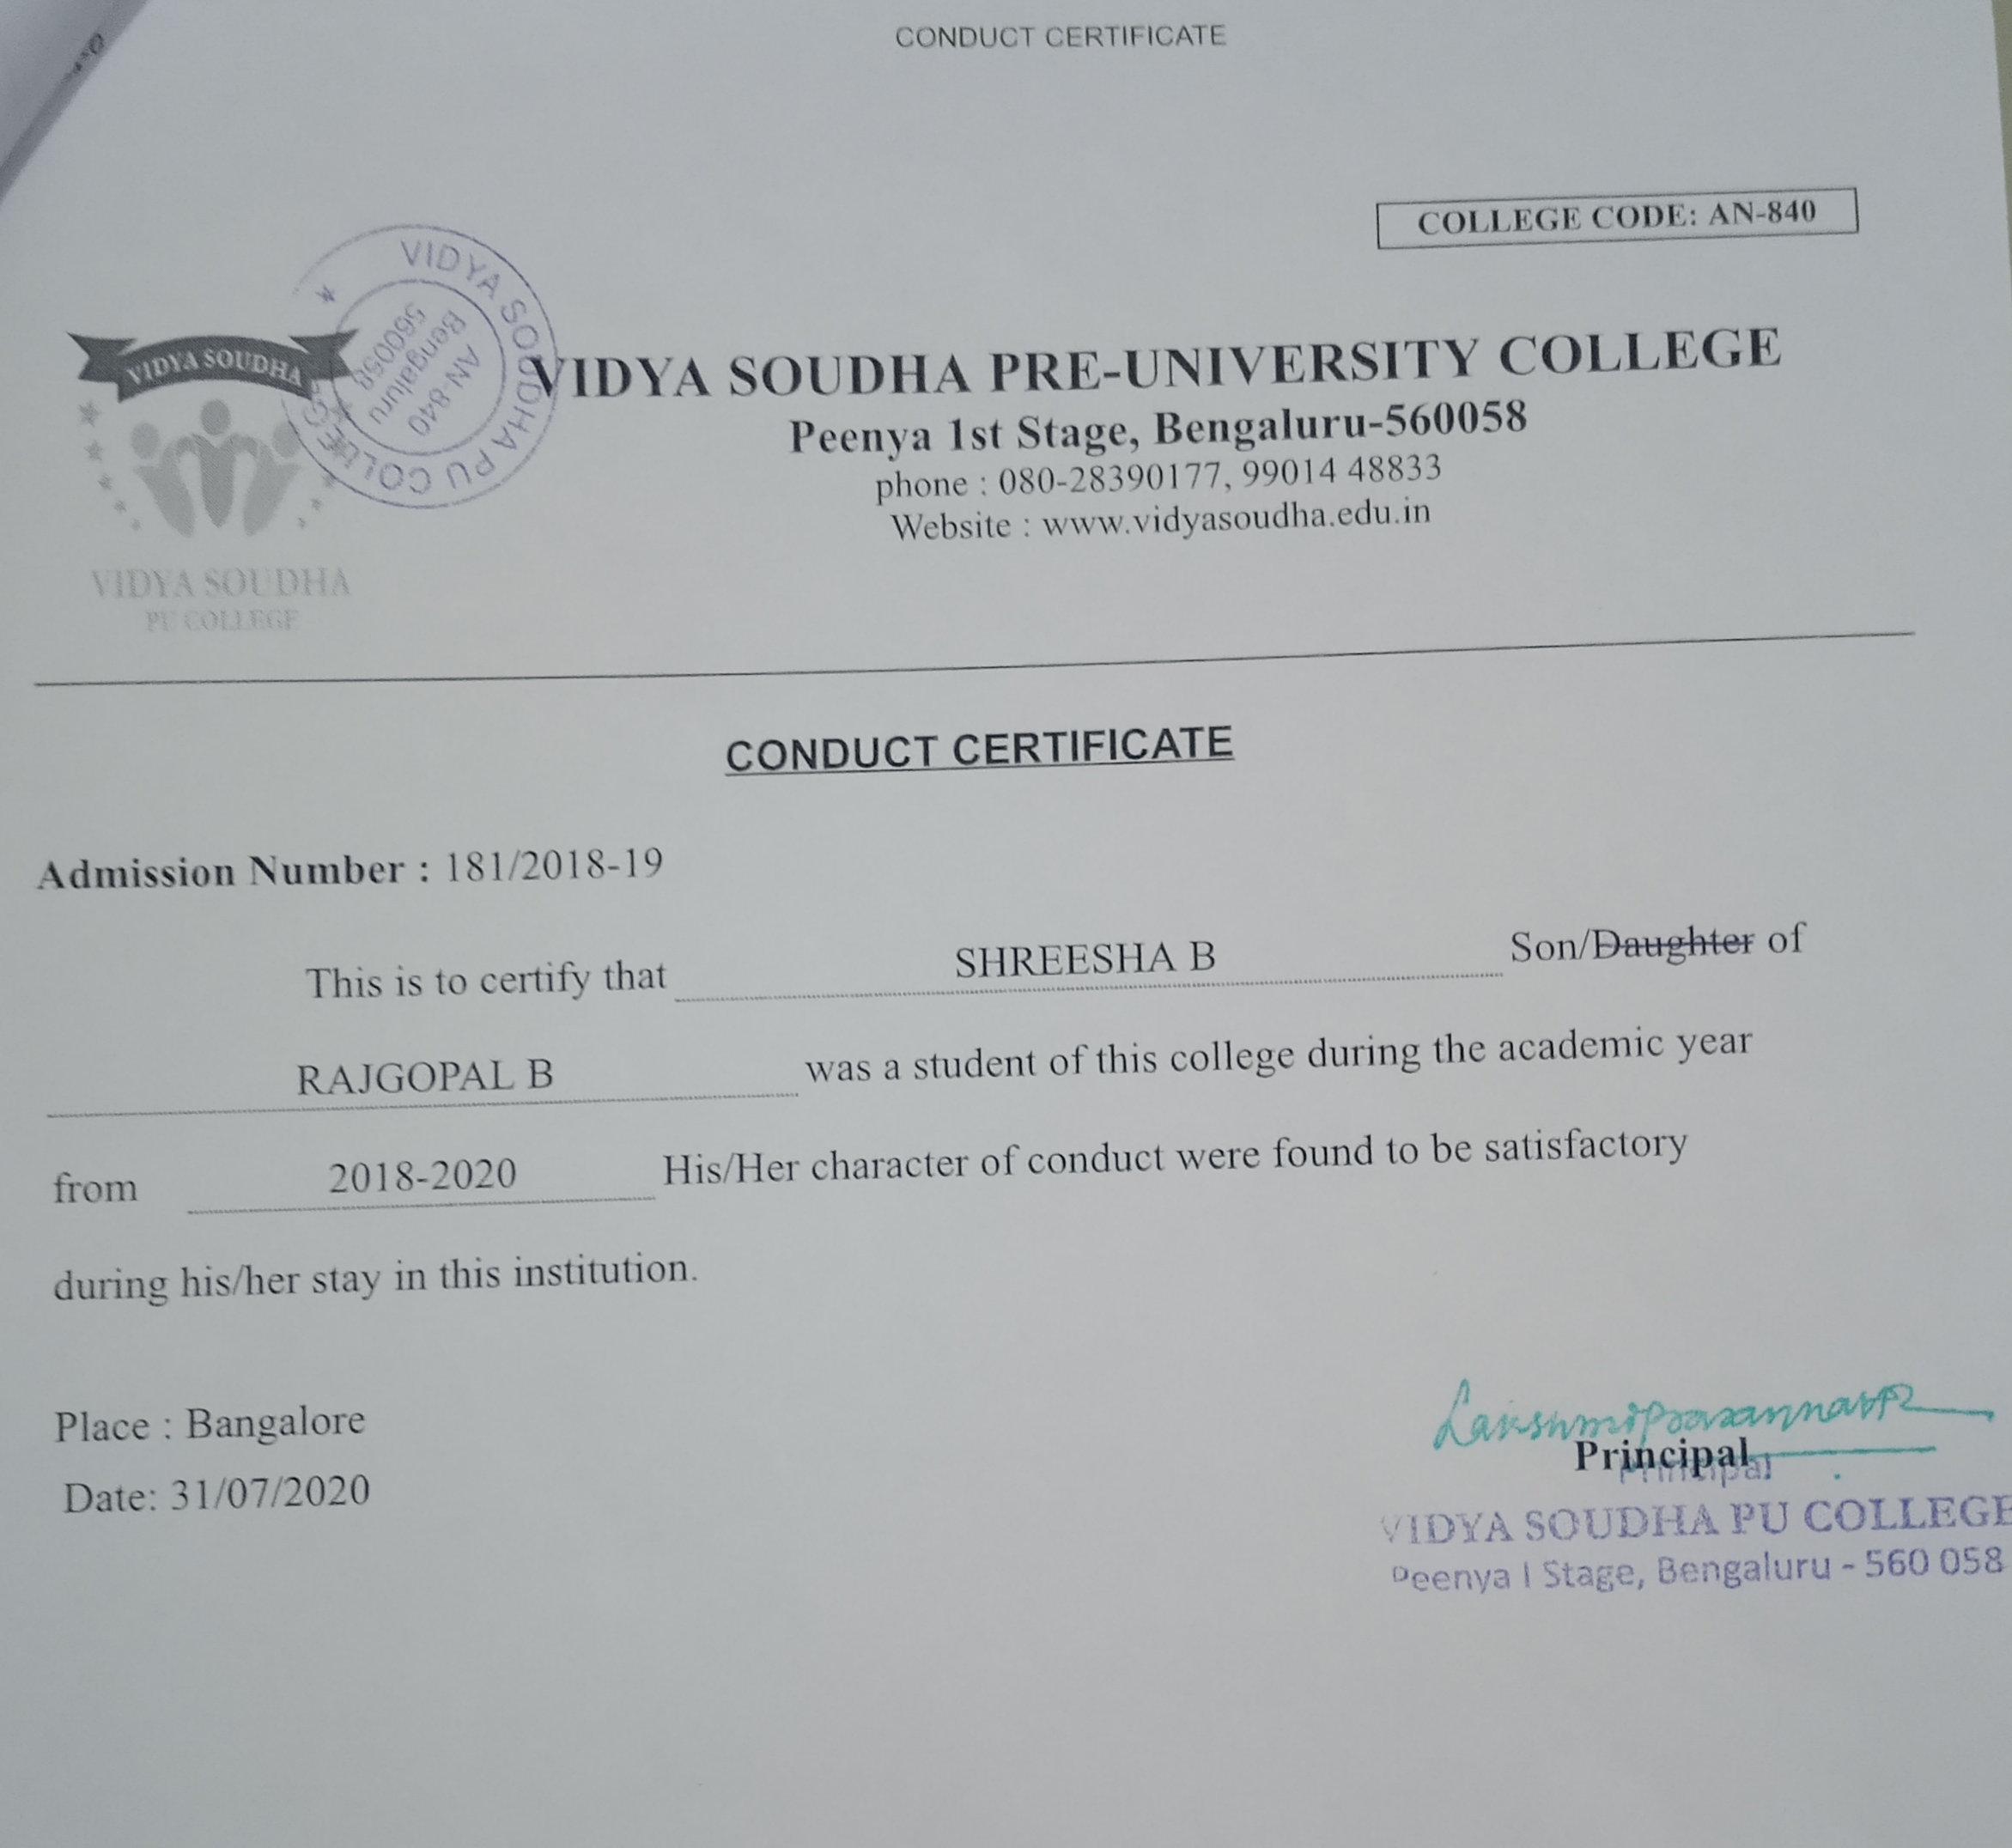 CONDUCT CERTIFICATE
COLLEGE CODE: AN-840
VIDYA SOUDHA
VIDYA SOUDHA
PU COLLEGE
VIDYA SOUDHA PU COLLEGE
AN-840
Bengaluru
560058
VIDYA SOUDHA PRE-UNIVERSITY COLLEGE
Peenya 1st Stage, Bengaluru-560058
phone : 080-28390177, 99014 48833
Website : www.vidyasoudha.edu.in
CONDUCT CERTIFICATE
Admission Number : 181/2018-19
This is to certify that SHREESHA B Son/Daughter of
RAJGOPAL B was a student of this college during the academic year
from 2018-2020 His/Her character of conduct were found to be satisfactory
during his/her stay in this institution.
Place : Bangalore
Date: 31/07/2020
Principal
Principal
VIDYA SOUDHA PU COLLEGE
Peenya I Stage, Bengaluru - 560 058